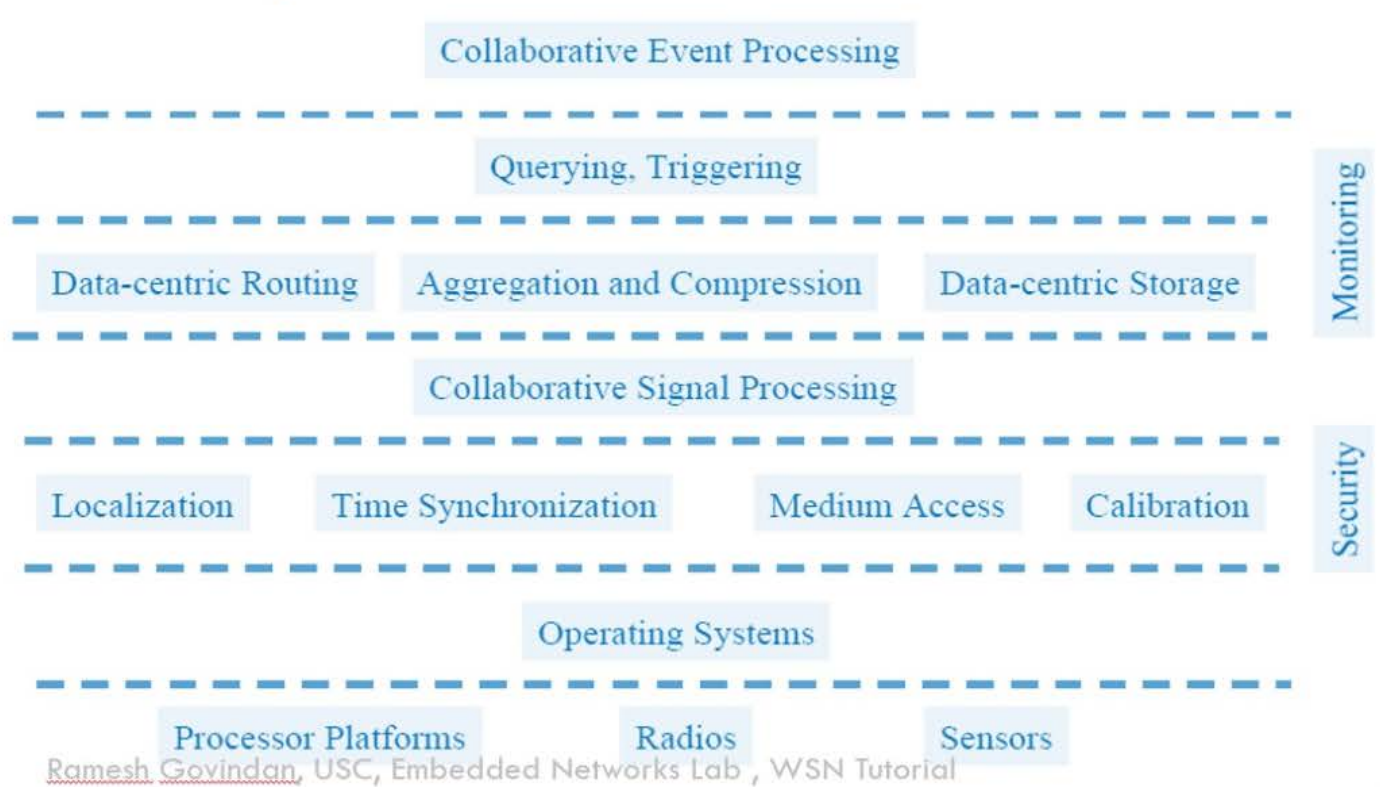 Collaborative Event Processing
Querying, Triggering
Monitoring
Data-centric Routing
Aggregation and Compression
Data-centric Storage
Collaborative Signal Processing
Security
Localization
Time Synchronization
Medium Access
Calibration
Operating Systems
Processor Platforms
Radios
Sensors
Ramesh Govindan, USC, Embedded Networks Lab , WSN Tutorial